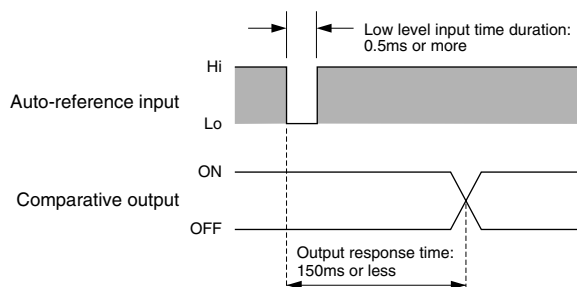 Low level input time duration:
0.5ms or more
Hi
Auto-reference input
Lo
ON
Comparative output
OFF
Output response time:
150ms or less